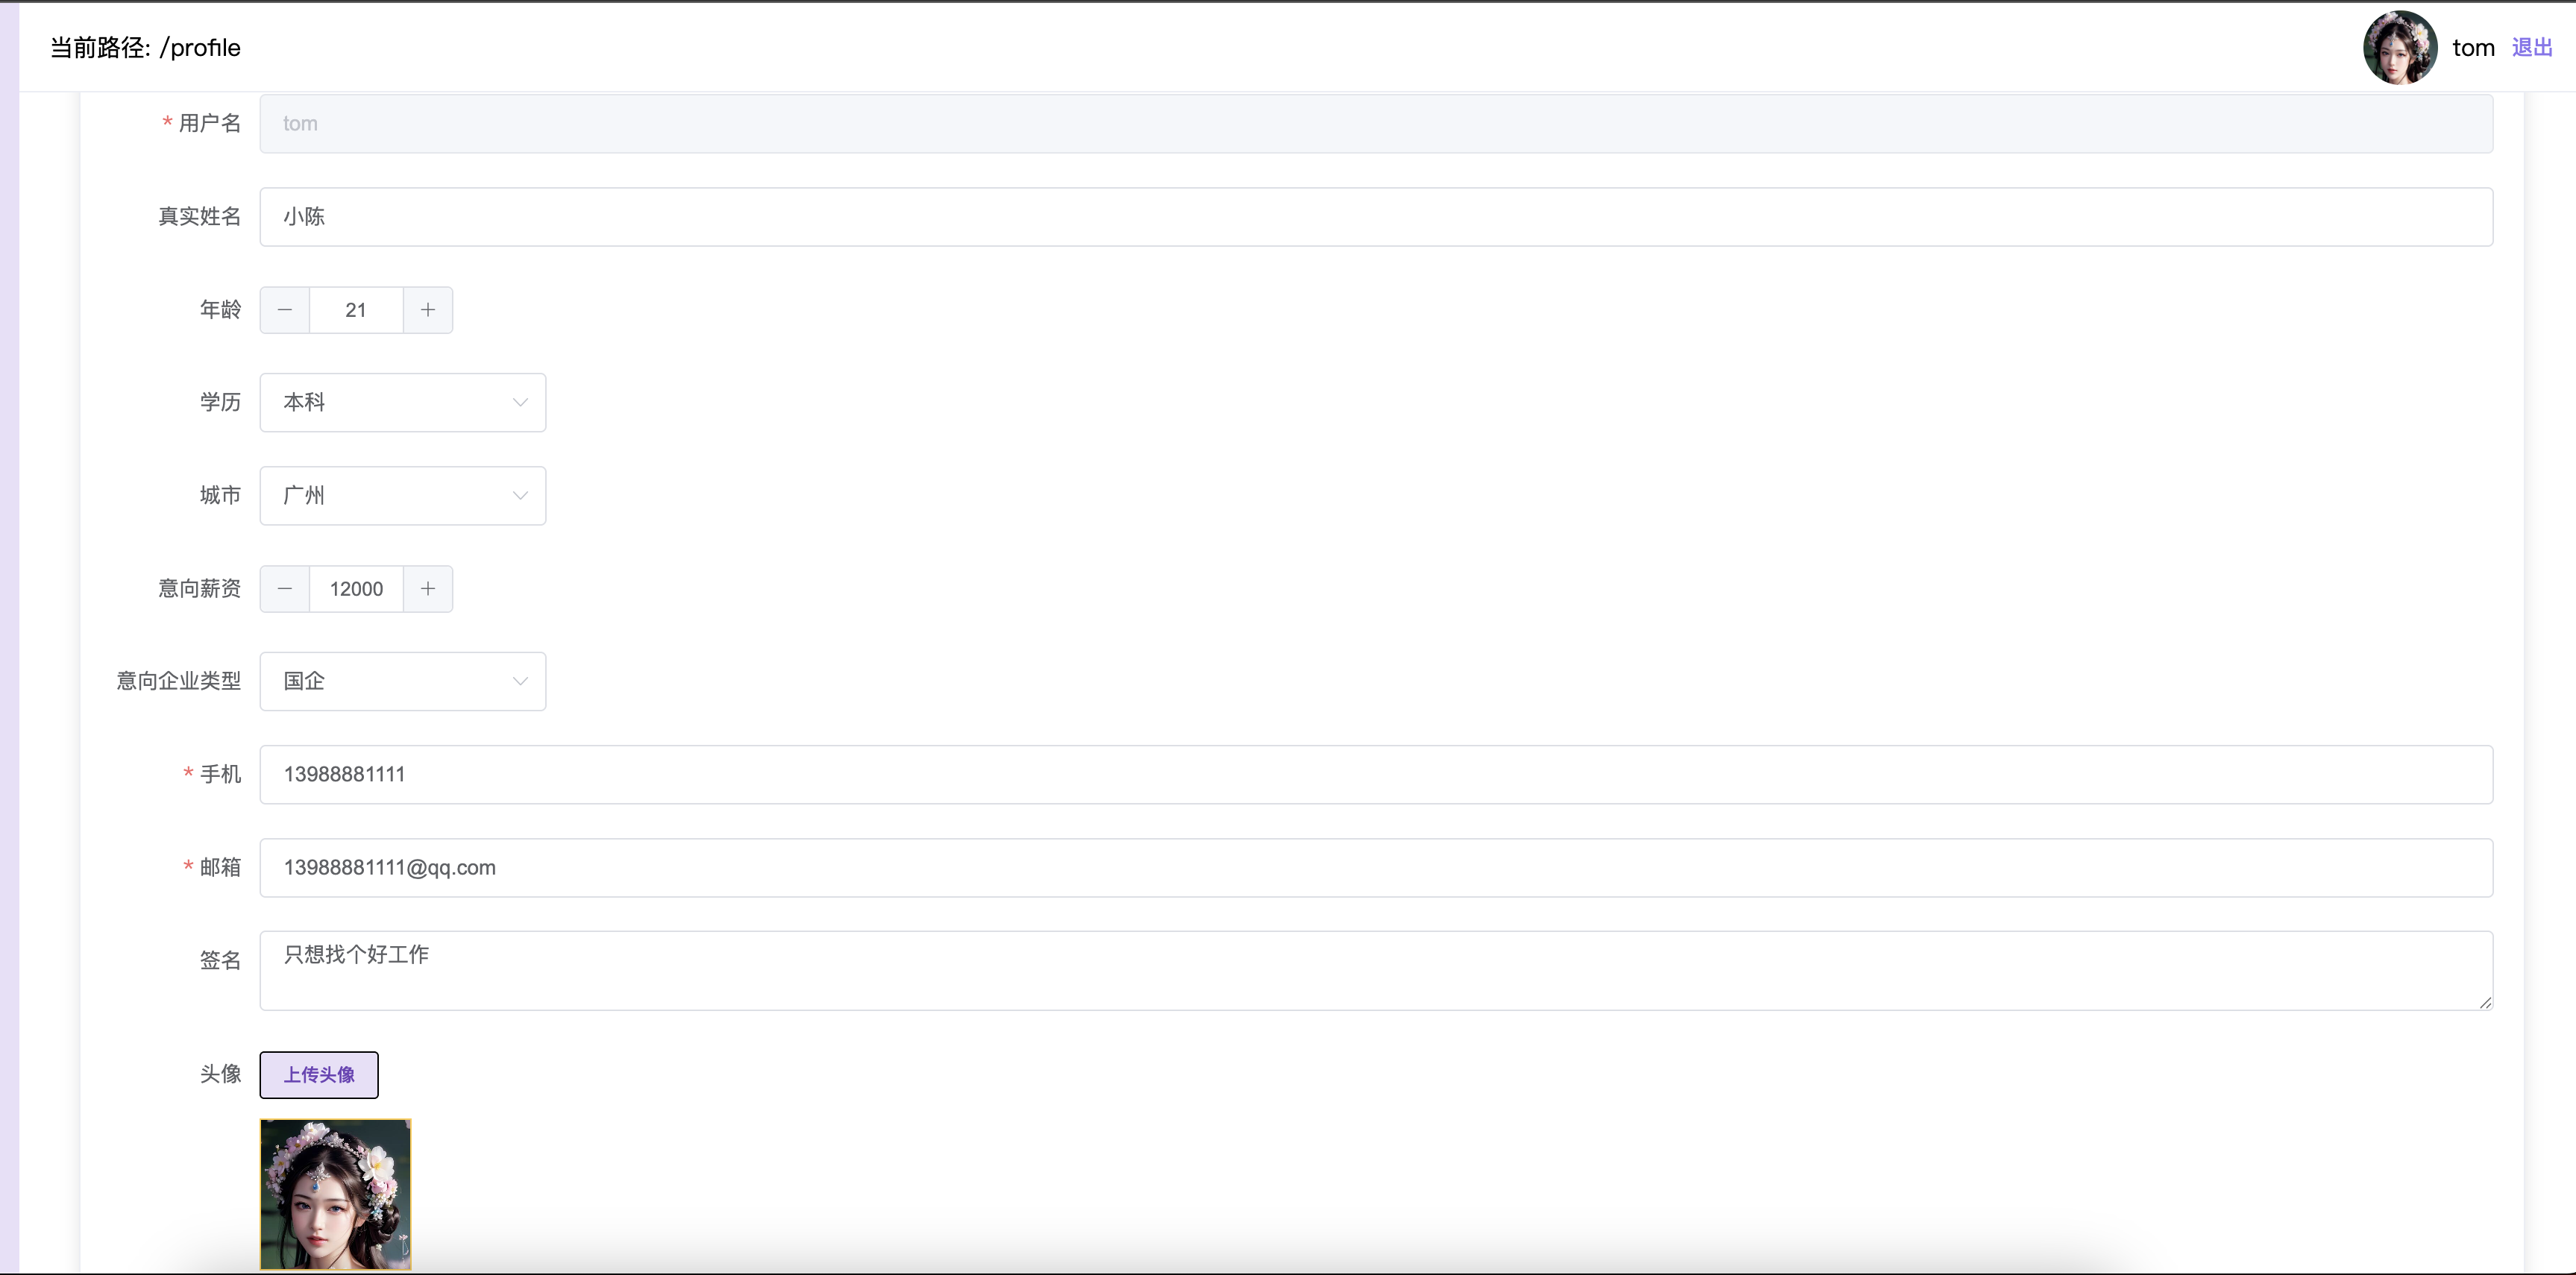 当前路径: /profile
tom 退出
* 用户名 tom
真实姓名 小陈
年龄 21
学历 本科
城市 广州
意向薪资 12000
意向企业类型 国企
* 手机 13988881111
* 邮箱 13988881111@qq.com
签名 只想找个好工作
头像 上传头像